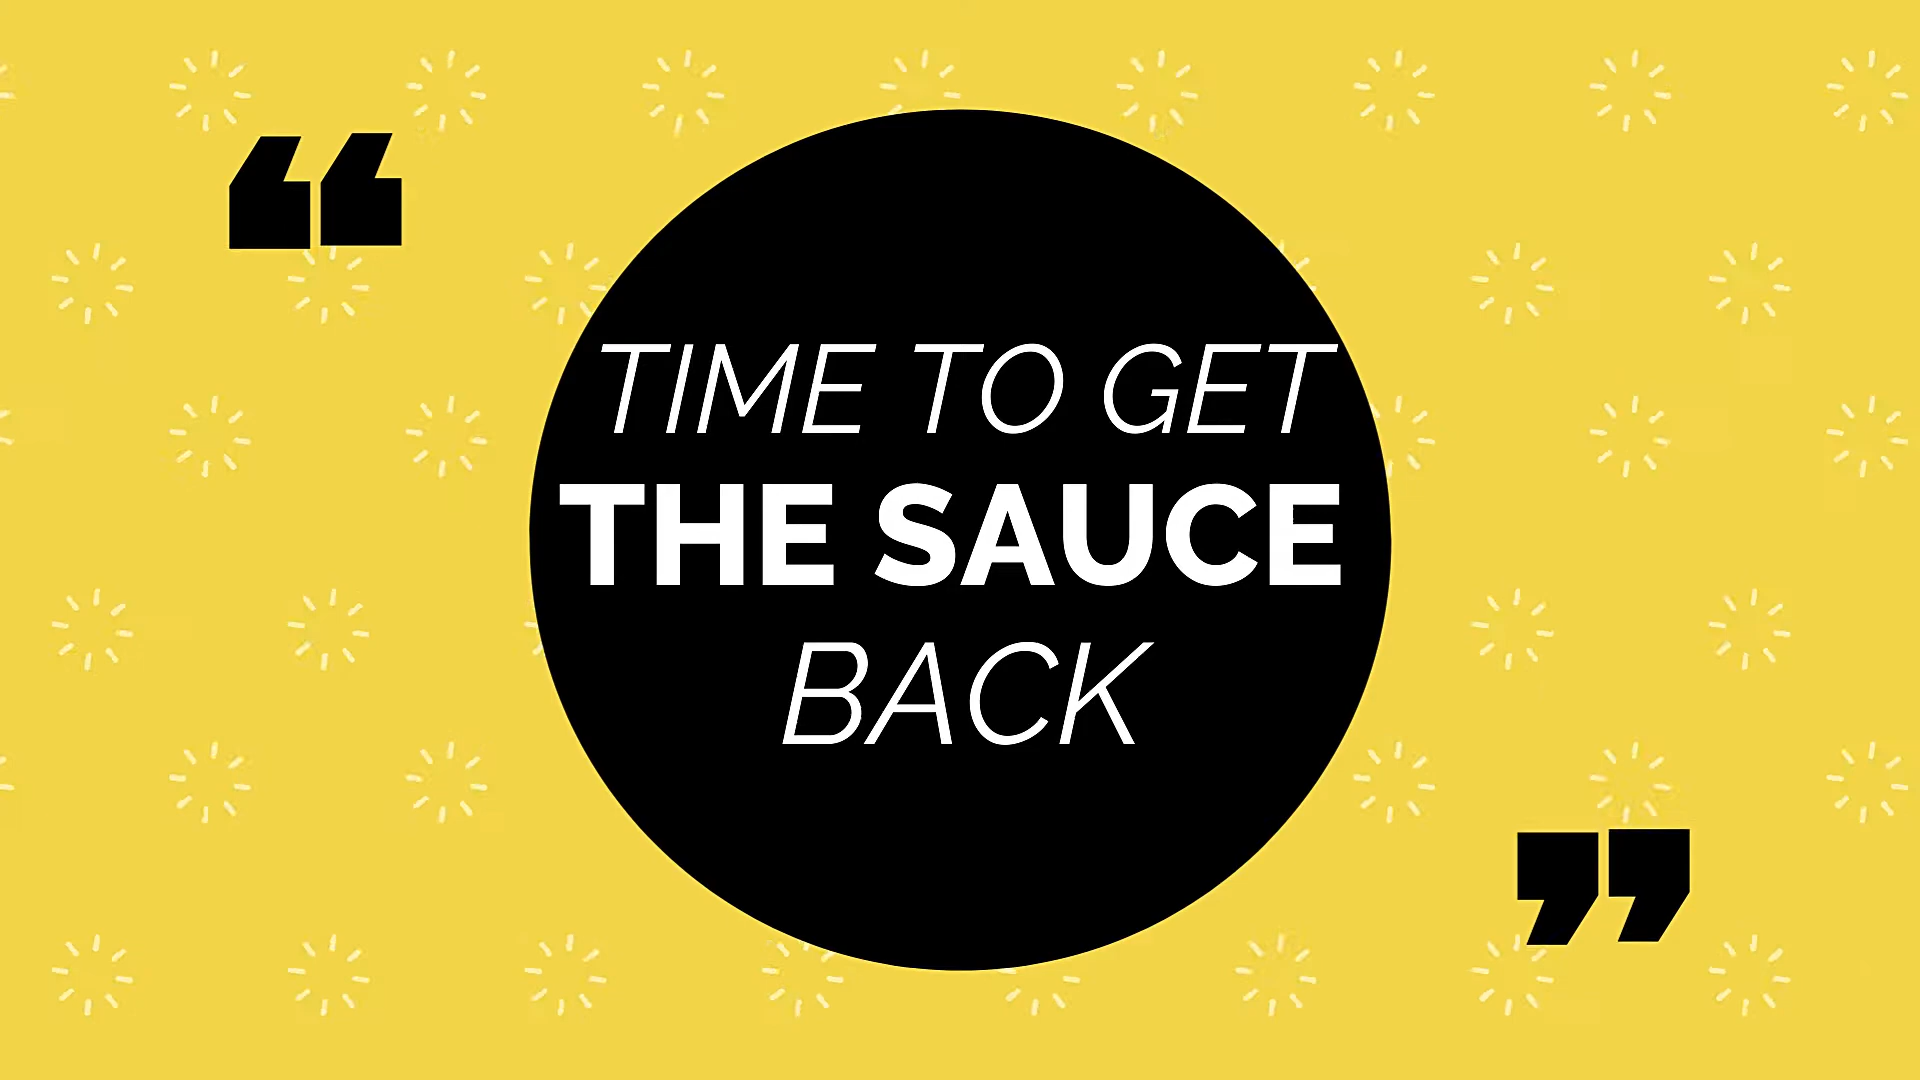 “
TIME TO GET
THE SAUCE
BACK
”